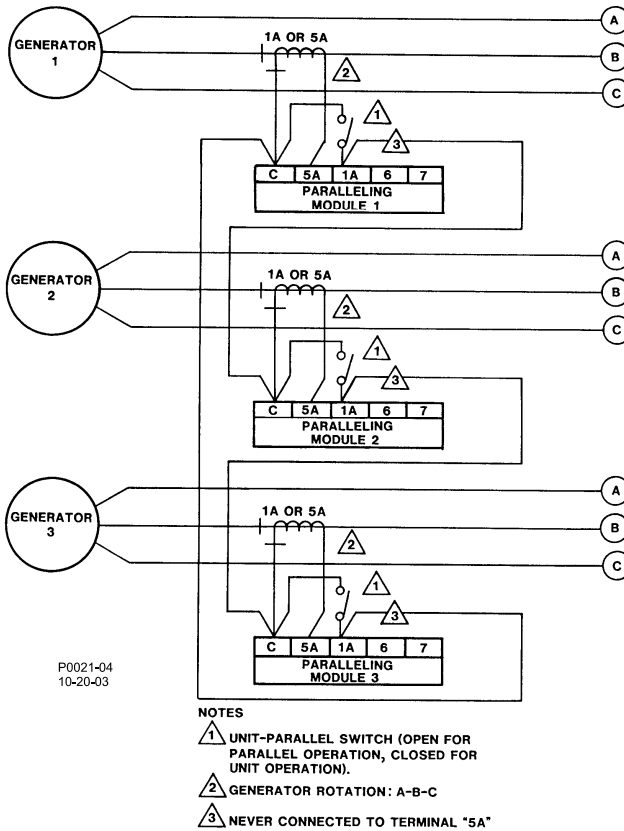 GENERATOR
1
A
1A OR 5A
B
2
C
1
3
C 5A 1A 6 7
PARALLELING
MODULE 1
GENERATOR
2
A
1A OR 5A
B
2
C
1
3
C 5A 1A 6 7
PARALLELING
MODULE 2
GENERATOR
3
A
1A OR 5A
B
2
C
1
3
C 5A 1A 6 7
PARALLELING
MODULE 3
P0021-04
10-20-03
NOTES
1 UNIT-PARALLEL SWITCH (OPEN FOR
PARALLEL OPERATION, CLOSED FOR
UNIT OPERATION).
2 GENERATOR ROTATION: A-B-C
3 NEVER CONNECTED TO TERMINAL "5A"